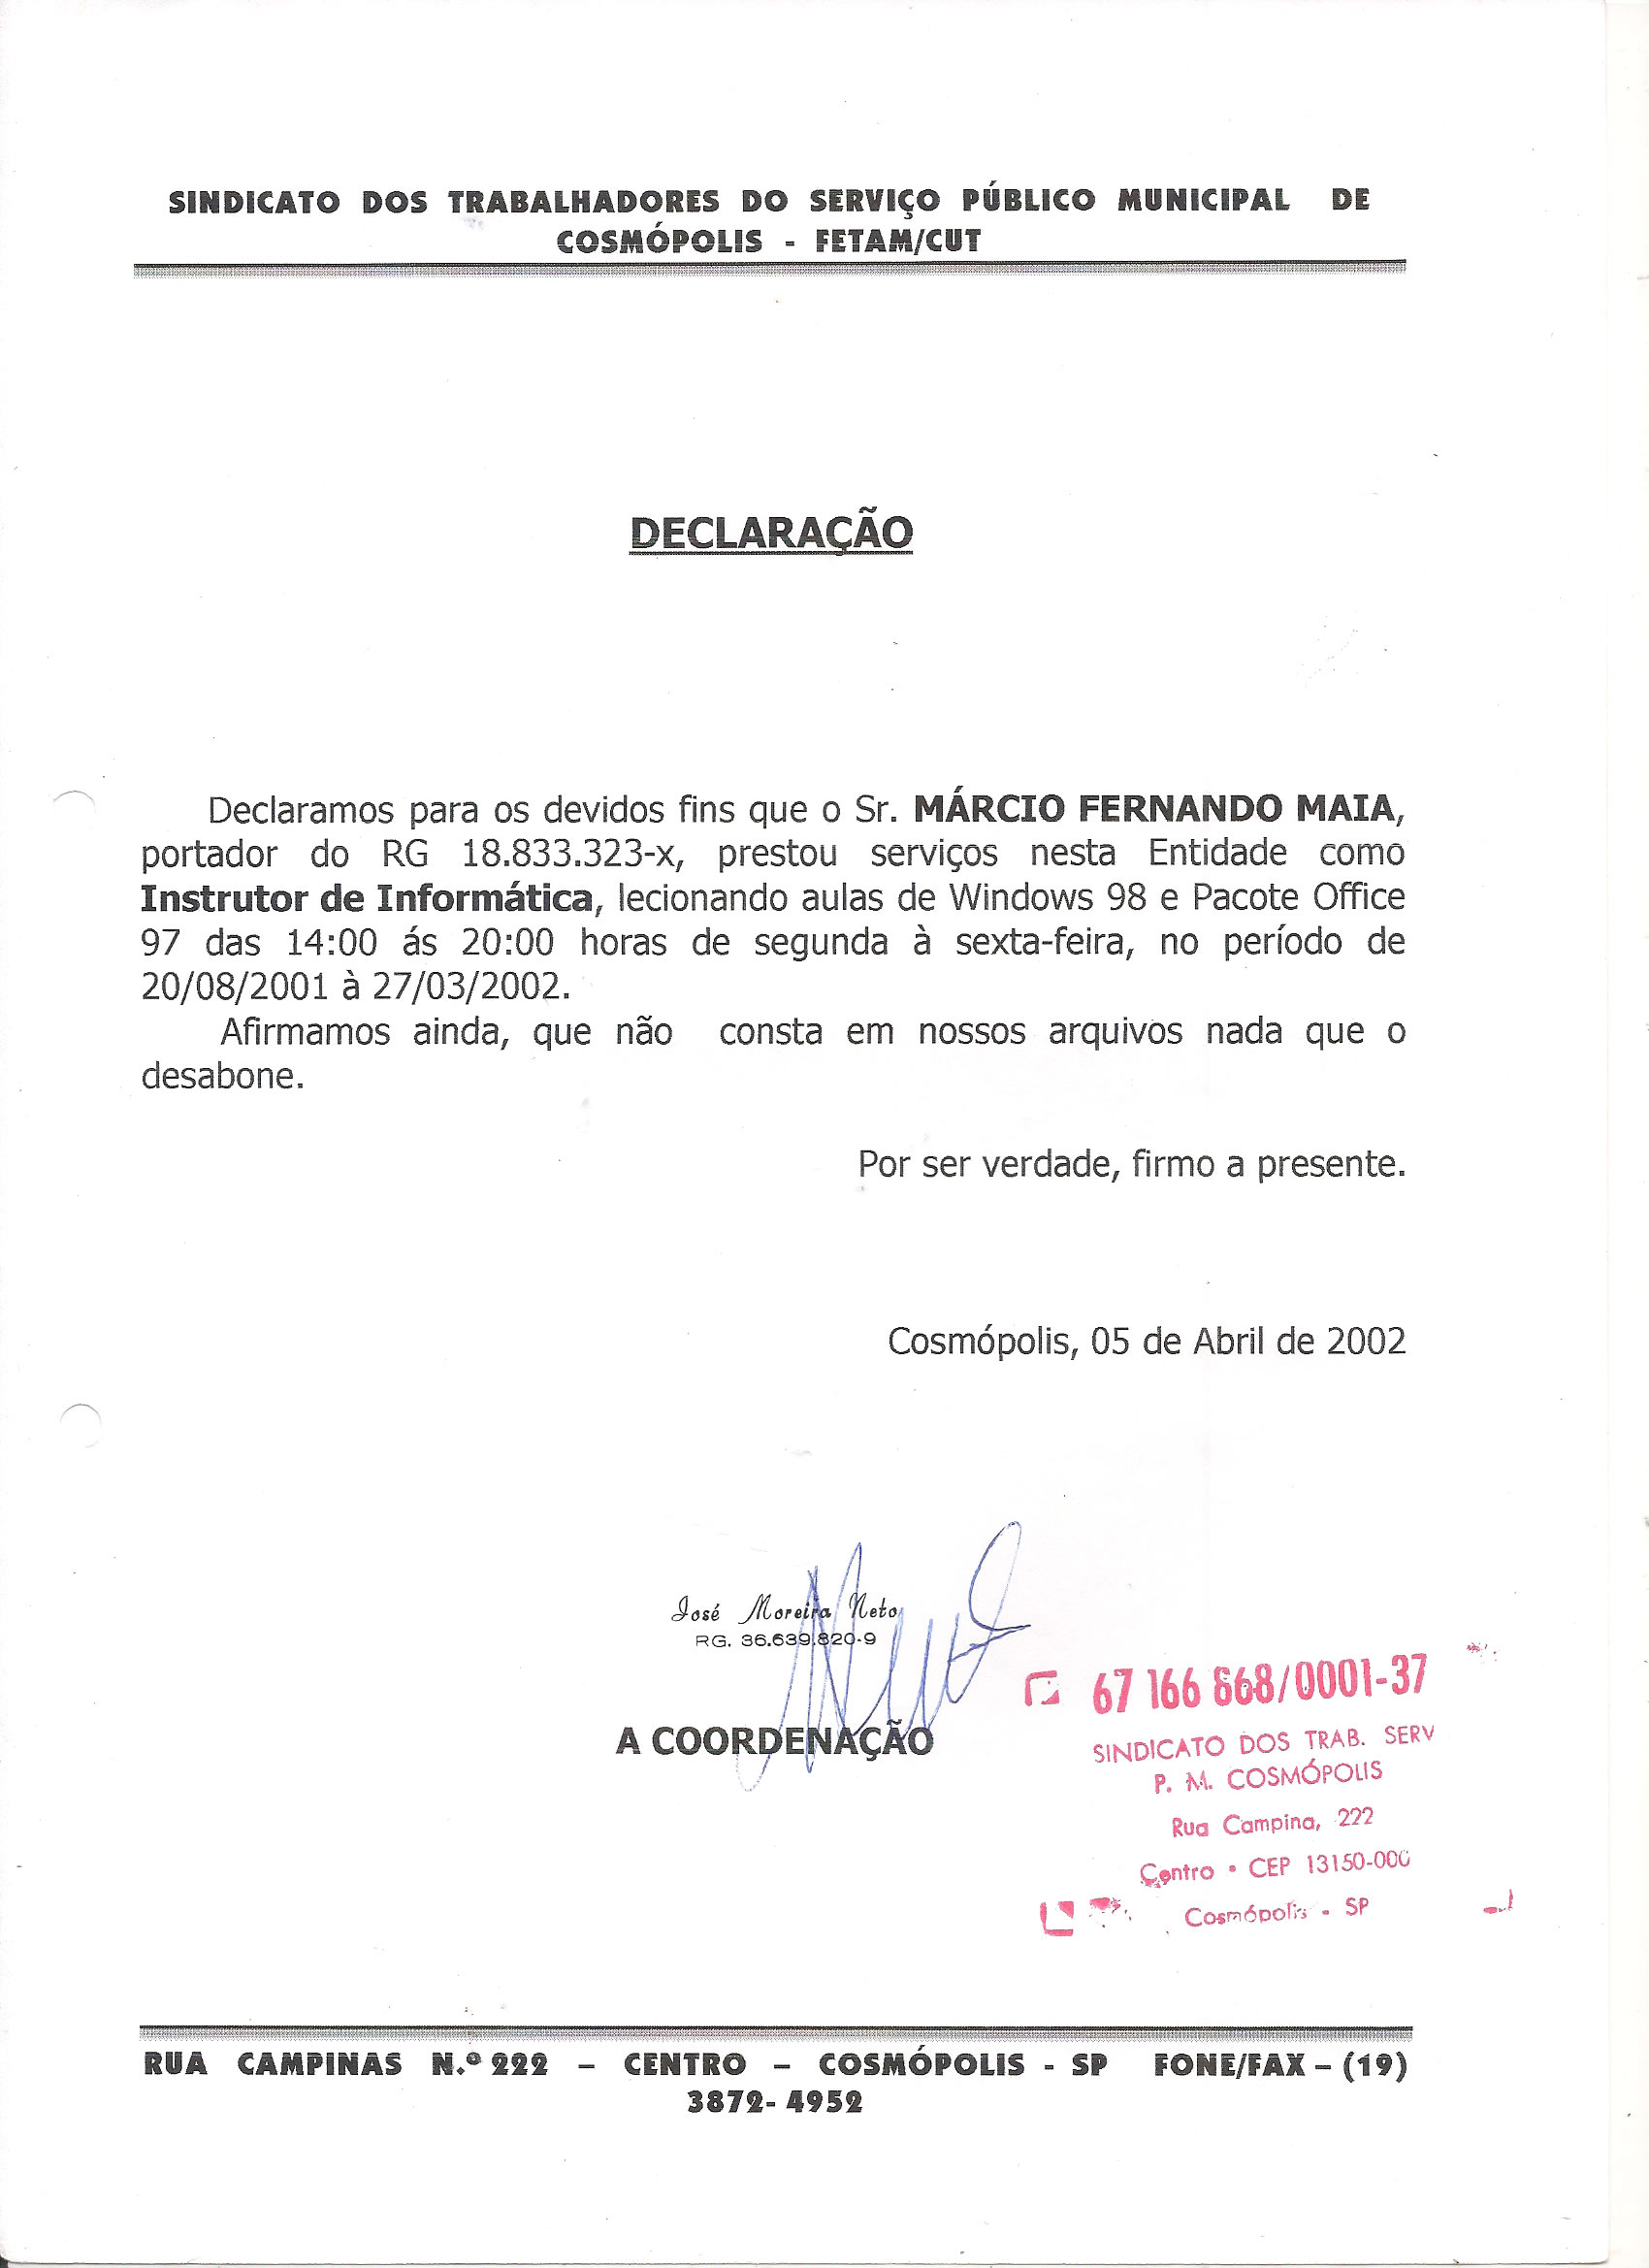 SINDICATO DOS TRABALHADORES DO SERVIÇO PÚBLICO MUNICIPAL DE
COSMÓPOLIS - FETAM/CUT
DECLARAÇÃO
Declaramos para os devidos fins que o Sr. MÁRCIO FERNANDO MAIA,
portador do RG 18.833.323-x, prestou serviços nesta Entidade como
Instrutor de Informática, lecionando aulas de Windows 98 e Pacote Office
97 das 14:00 ás 20:00 horas de segunda à sexta-feira, no período de
20/08/2001 à 27/03/2002.
Afirmamos ainda, que não consta em nossos arquivos nada que o
desabone.
Por ser verdade, firmo a presente.
Cosmópolis, 05 de Abril de 2002
José Moreira Neto
RG. 36.639.820-9
A COORDENAÇÃO
67 166 868/0001-37
SINDICATO DOS TRAB. SERV
P. M. COSMÓPOLIS
Rua Campina, 222
Centro • CEP 13150-000
Cosmópolis - SP
RUA CAMPINAS N.º 222 – CENTRO – COSMÓPOLIS - SP FONE/FAX – (19)
3872- 4952